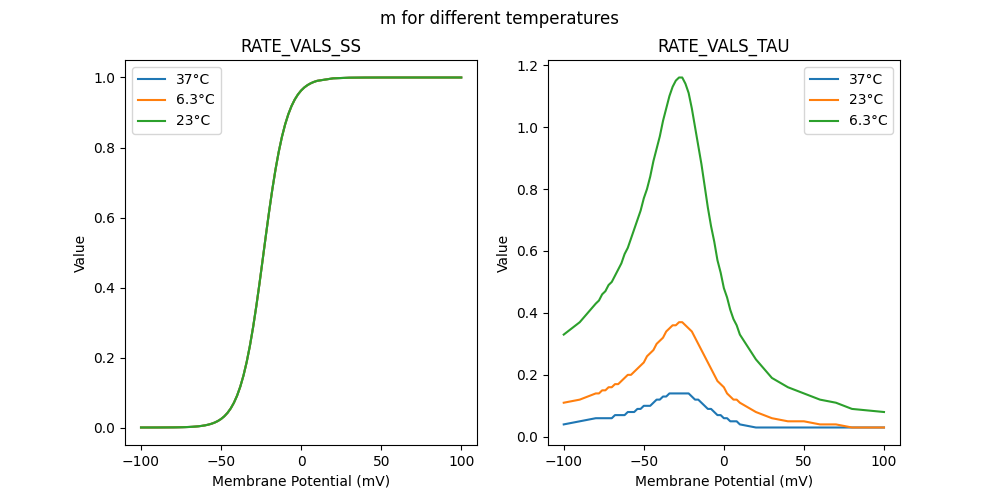 m for different temperatures
RATE_VALS_SS
37°C
6.3°C
23°C
Value
1.0
0.8
0.6
0.4
0.2
0.0
−100
−50
0
50
100
Membrane Potential (mV)
RATE_VALS_TAU
37°C
23°C
6.3°C
Value
1.2
1.0
0.8
0.6
0.4
0.2
0.0
−100
−50
0
50
100
Membrane Potential (mV)